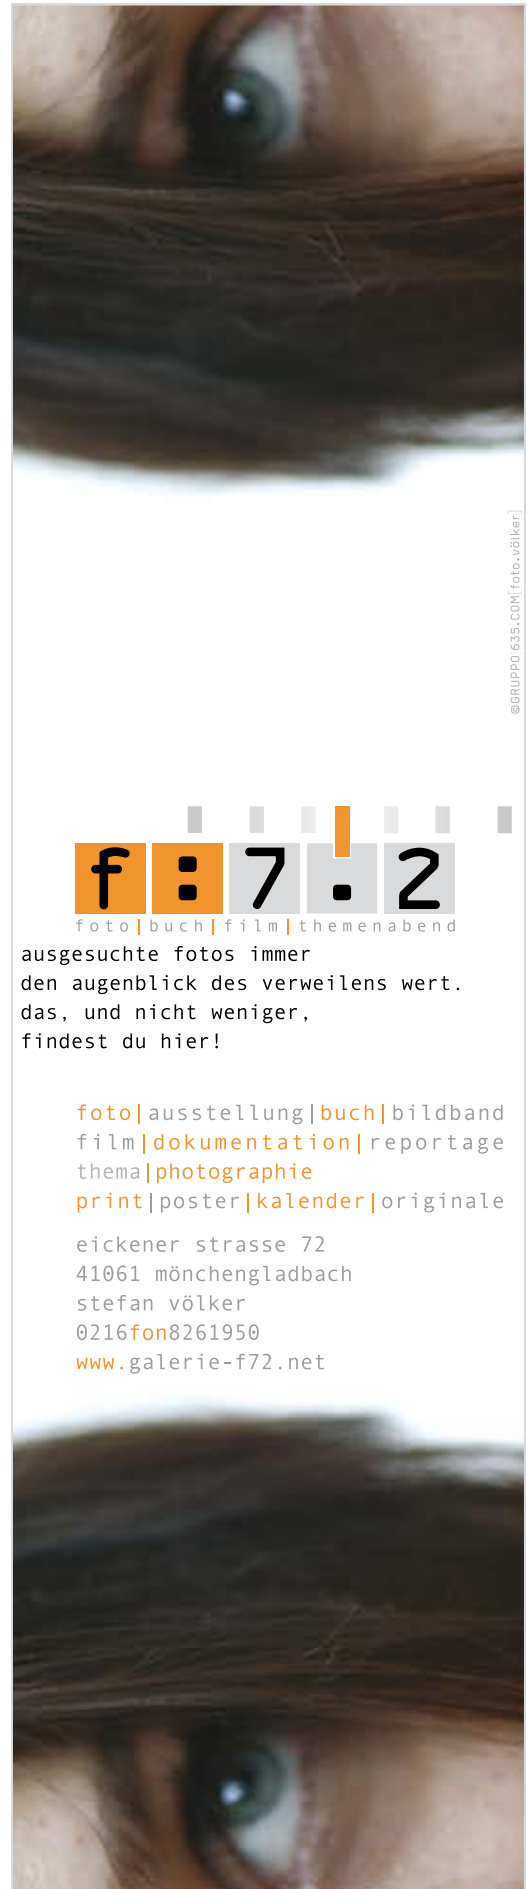 ©GRUPPO|635.COM[foto.völker]
f:7.2
foto|buch|film|themenabend
ausgesuchte fotos immer
den augenblick des verweilens wert.
das, und nicht weniger,
findest du hier!
foto|ausstellung|buch|bildband
film|dokumentation|reportage
thema|photographie
print|poster|kalender|originale
eickener strasse 72
41061 mönchengladbach
stefan völker
0216fon8261950
www.galerie-f72.net